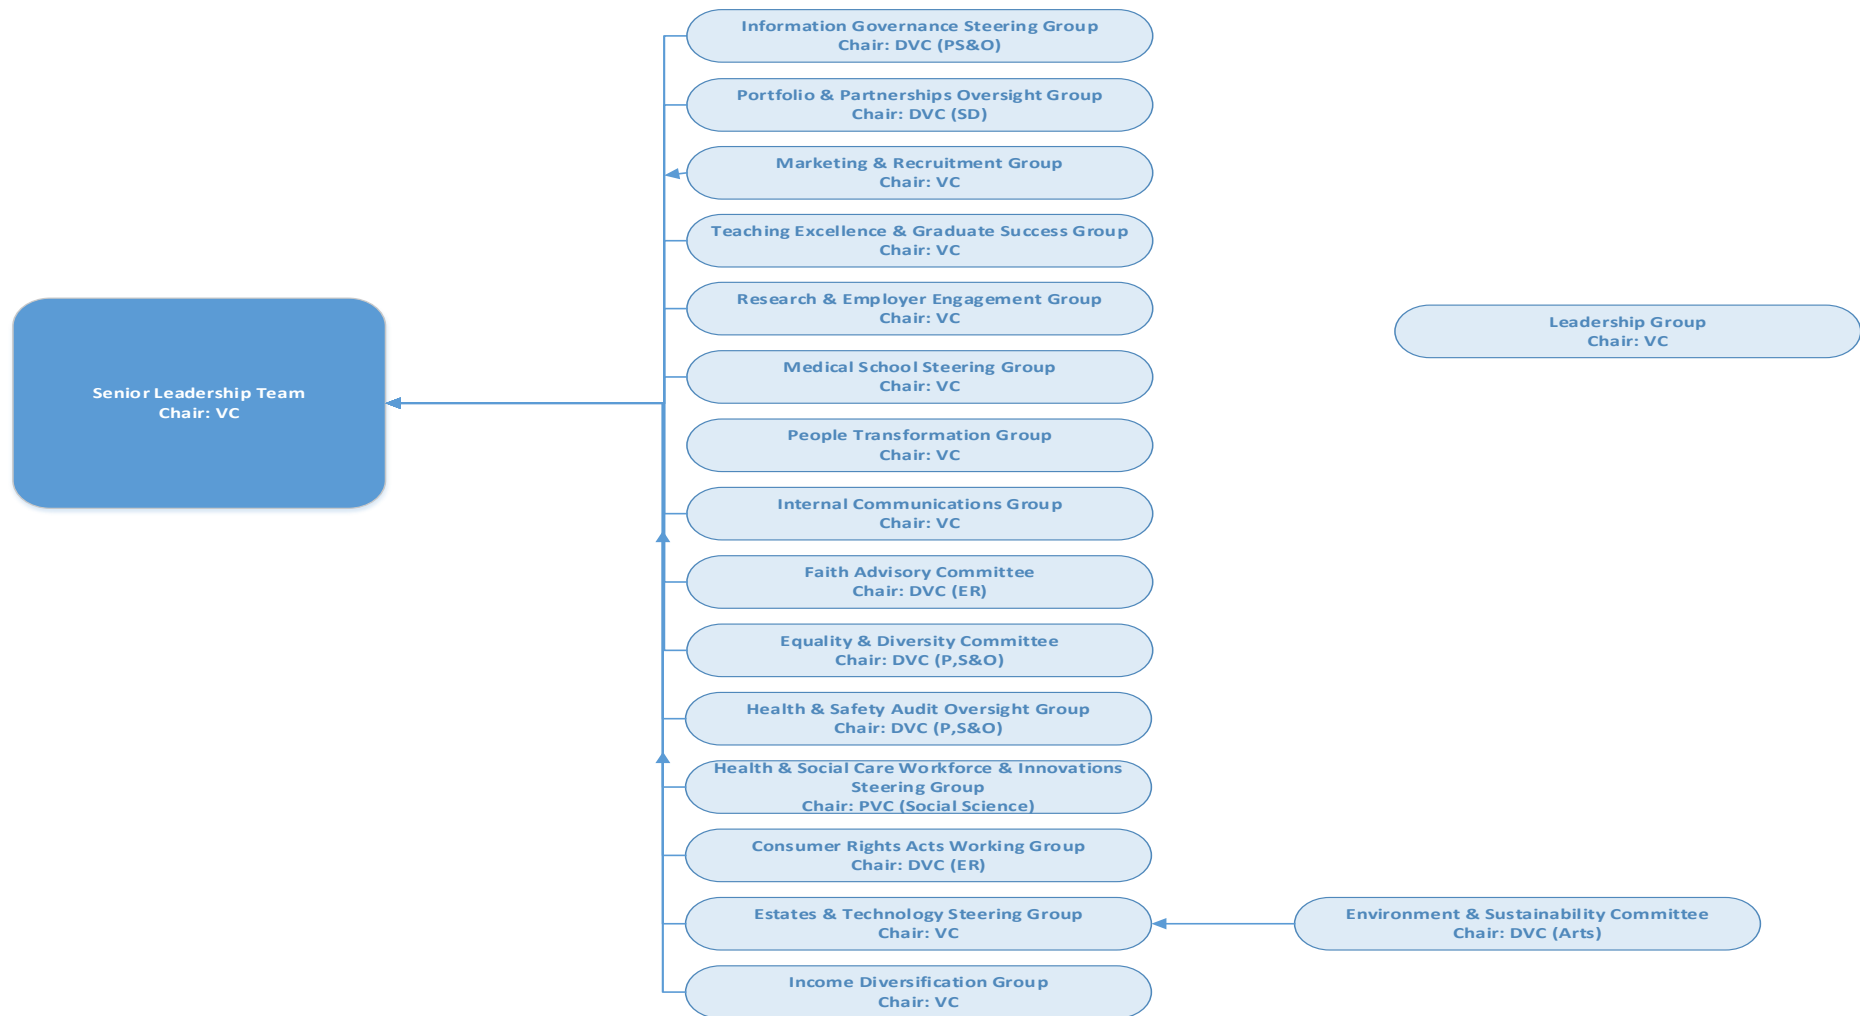 Information Governance Steering Group
Chair: DVC (PS&O)
Portfolio & Partnerships Oversight Group
Chair: DVC (SD)
Marketing & Recruitment Group
Chair: VC
Teaching Excellence & Graduate Success Group
Chair: VC
Research & Employer Engagement Group
Chair: VC
Leadership Group
Chair: VC
Medical School Steering Group
Chair: VC
Senior Leadership Team
Chair: VC
People Transformation Group
Chair: VC
Internal Communications Group
Chair: VC
Faith Advisory Committee
Chair: DVC (ER)
Equality & Diversity Committee
Chair: DVC (P,S&O)
Health & Safety Audit Oversight Group
Chair: DVC (P,S&O)
Health & Social Care Workforce & Innovations
Steering Group
Chair: PVC (Social Science)
Consumer Rights Acts Working Group
Chair: DVC (ER)
Estates & Technology Steering Group
Chair: VC
Environment & Sustainability Committee
Chair: DVC (Arts)
Income Diversification Group
Chair: VC